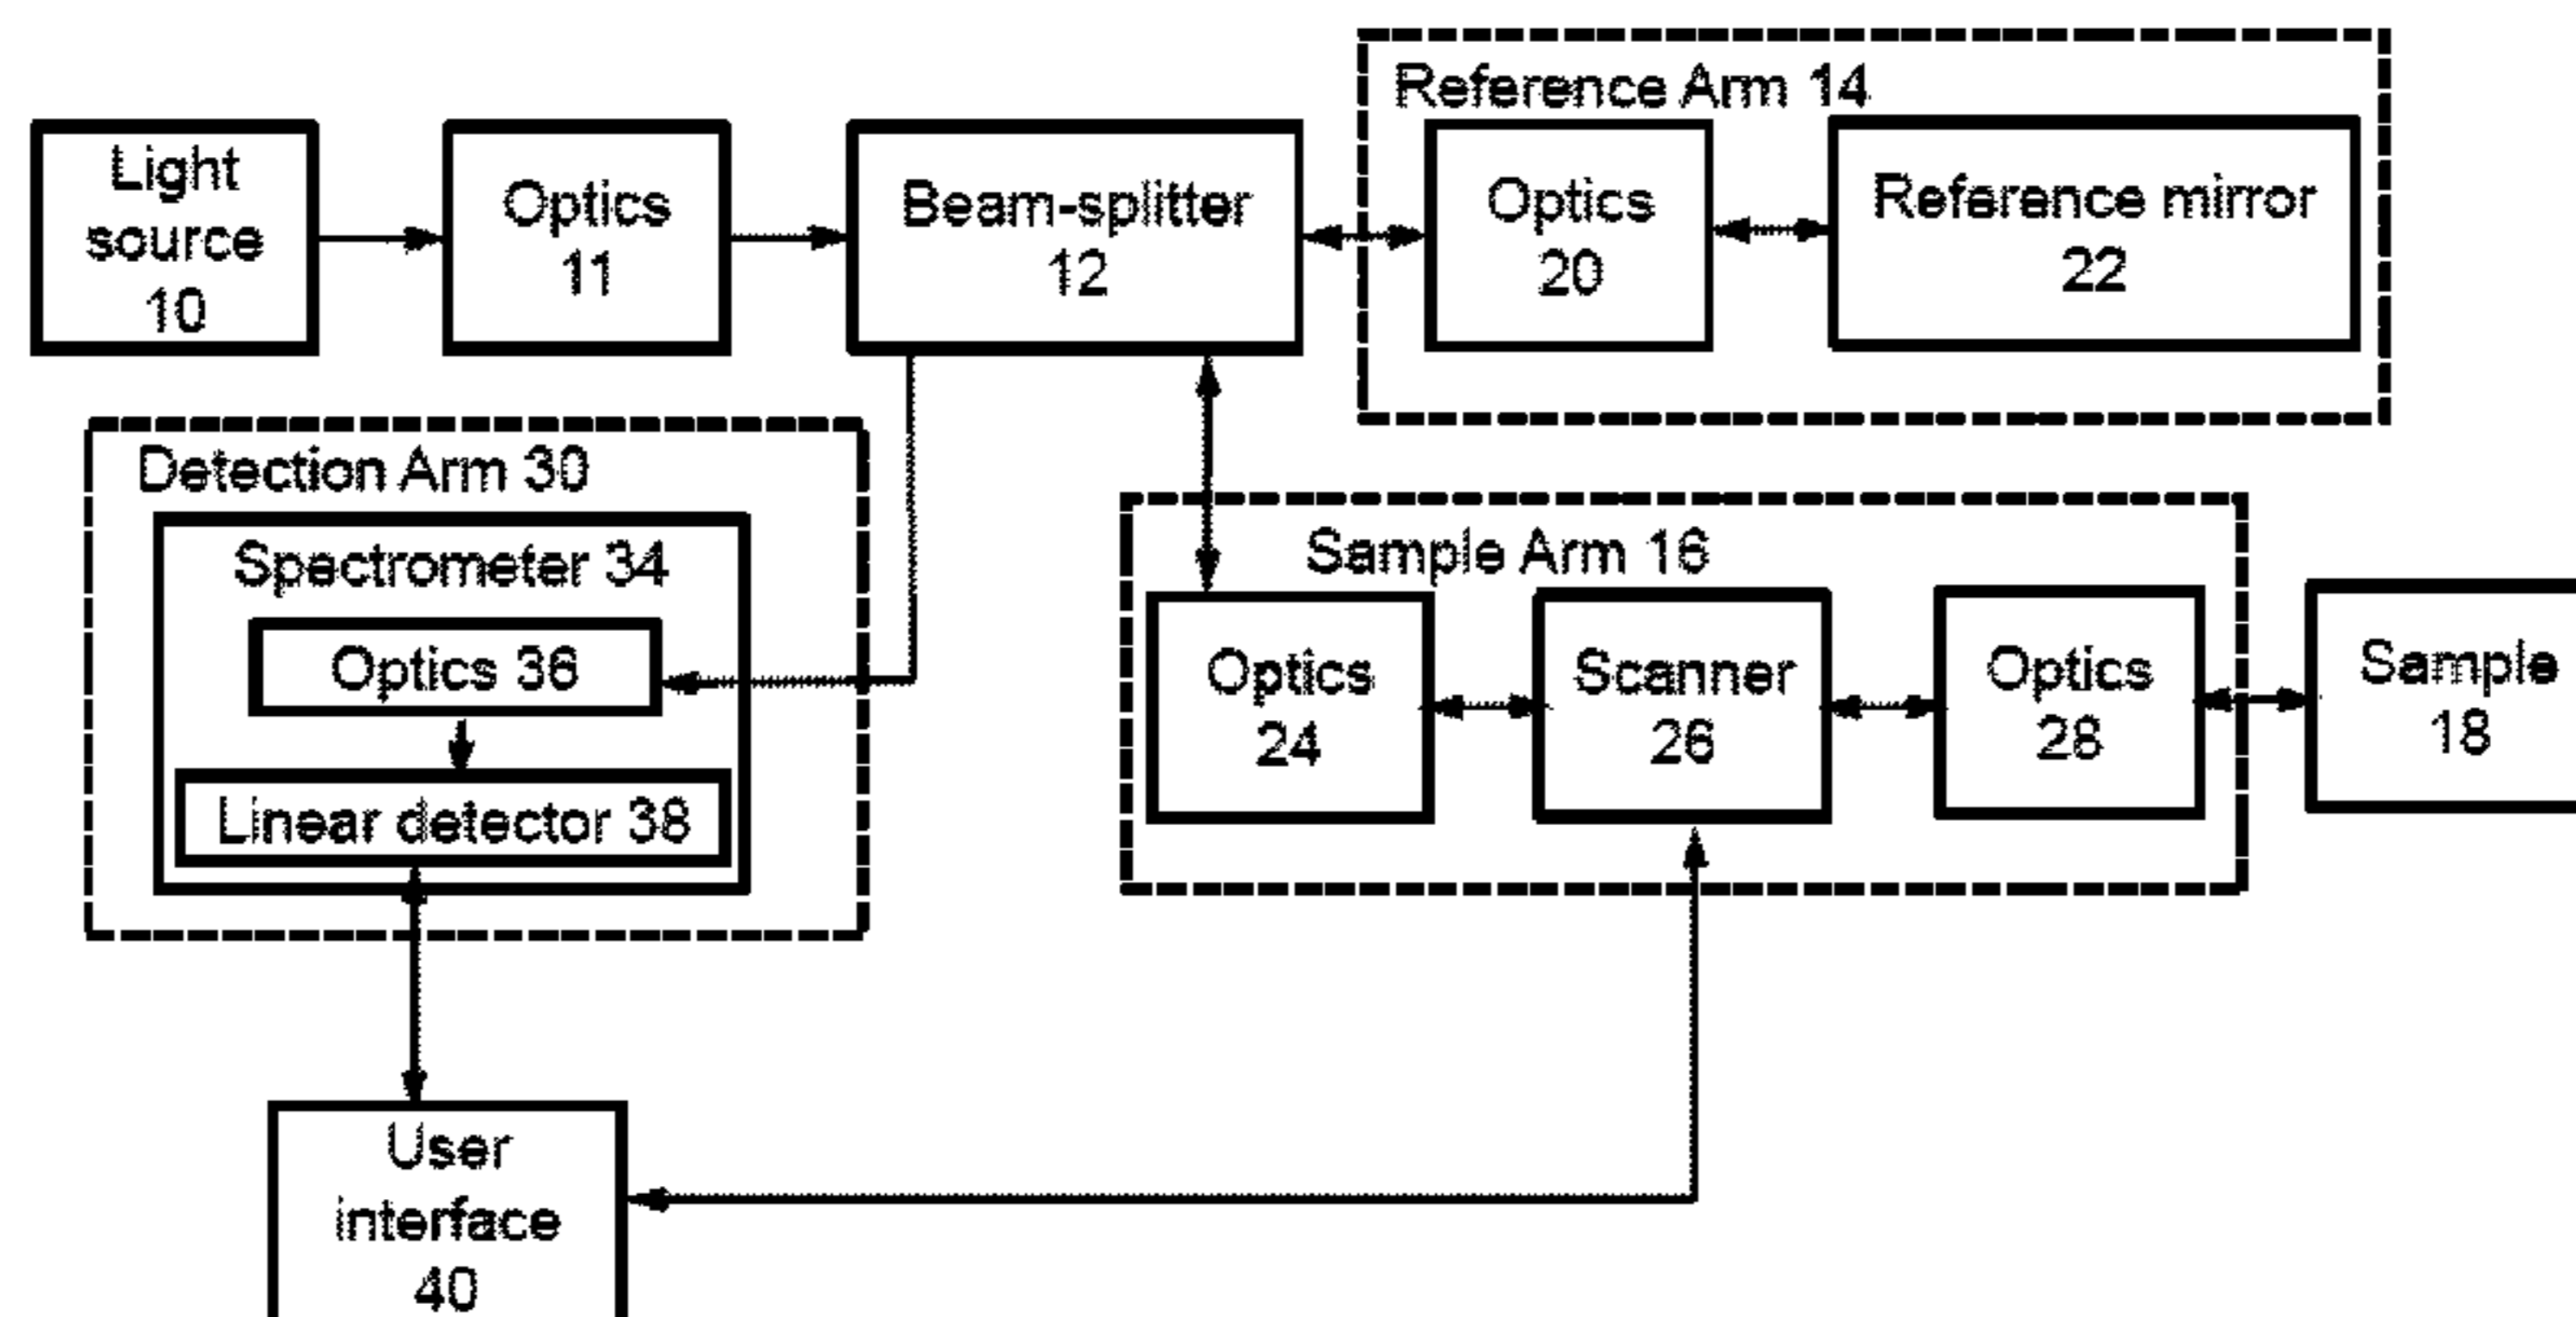 Reference Arm 14
Light
source
10
Optics
11
Beam-splitter
12
Optics
20
Reference mirror
22
Detection Arm 30
Spectrometer 34
Optics 36
Linear detector 38
Sample Arm 16
Optics
24
Scanner
26
Optics
28
Sample
18
User
interface
40